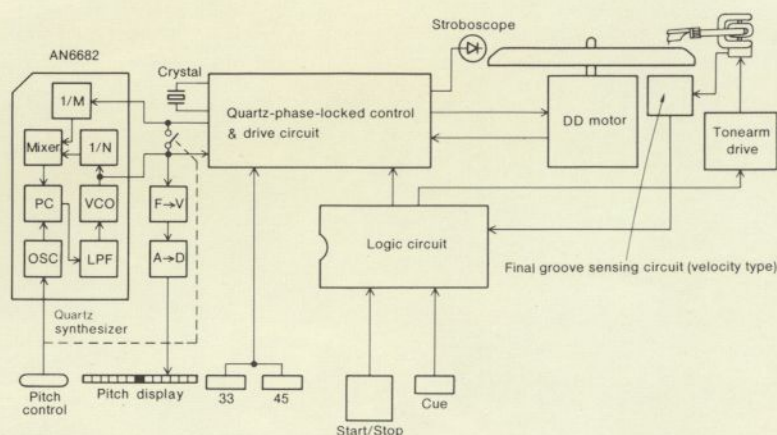 AN6682
Crystal
Stroboscope
1/M
Mixer
1/N
PC
VCO
OSC
LPF
Quartz
synthesizer
F→V
A→D
Quartz-phase-locked control
& drive circuit
DD motor
Tonearm
drive
Logic circuit
Final groove sensing circuit (velocity type)
Pitch
control
Pitch display
33
45
Start/Stop
Cue